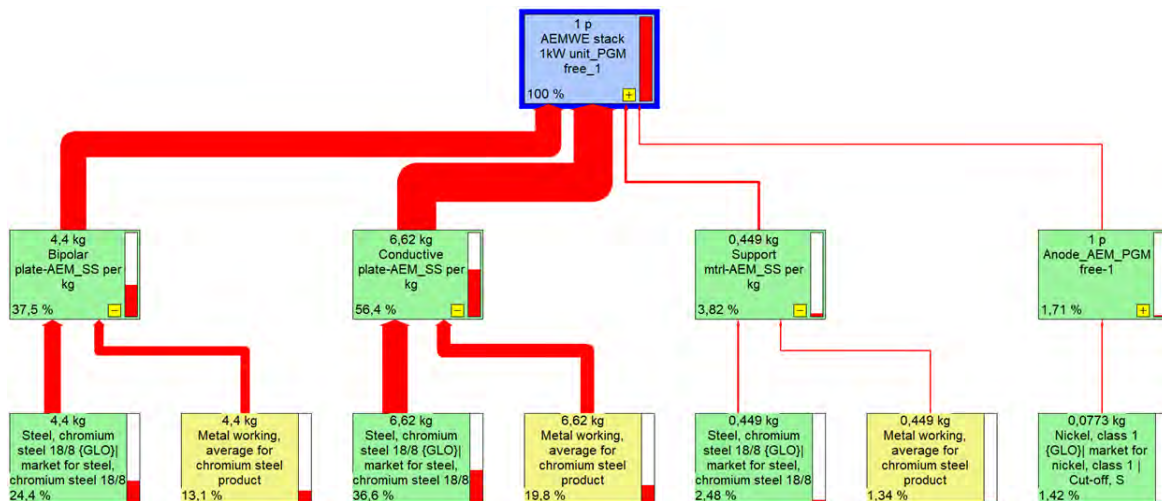 1 p
AEMWE stack
1kW unit_PGM
free_1
100 %
+
4,4 kg
Bipolar
plate-AEM_SS per
kg
37,5 %
−
6,62 kg
Conductive
plate-AEM_SS per
kg
56,4 %
−
0,449 kg
Support
mtrl-AEM_SS per
kg
3,82 %
−
1 p
Anode_AEM_PGM
free-1
1,71 %
+
4,4 kg
Steel, chromium
steel 18/8 {GLO}|
market for steel,
chromium steel 18/8
24,4 %
4,4 kg
Metal working,
average for
chromium steel
product
13,1 %
6,62 kg
Steel, chromium
steel 18/8 {GLO}|
market for steel,
chromium steel 18/8
36,6 %
6,62 kg
Metal working,
average for
chromium steel
product
19,8 %
0,449 kg
Steel, chromium
steel 18/8 {GLO}|
market for steel,
chromium steel 18/8
2,48 %
0,449 kg
Metal working,
average for
chromium steel
product
1,34 %
0,0773 kg
Nickel, class 1
{GLO}| market for
nickel, class 1 |
Cut-off, S
1,42 %